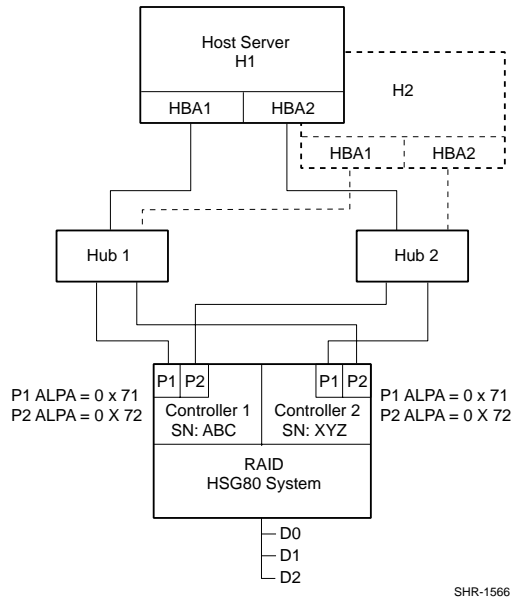 Host Server
H1
HBA1
HBA2
H2
HBA1
HBA2
Hub 1
Hub 2
P1
P2
P1
P2
P1 ALPA = 0 x 71
P2 ALPA = 0 X 72
Controller 1
SN: ABC
Controller 2
SN: XYZ
P1 ALPA = 0 x 71
P2 ALPA = 0 X 72
RAID
HSG80 System
D0
D1
D2
SHR-1566